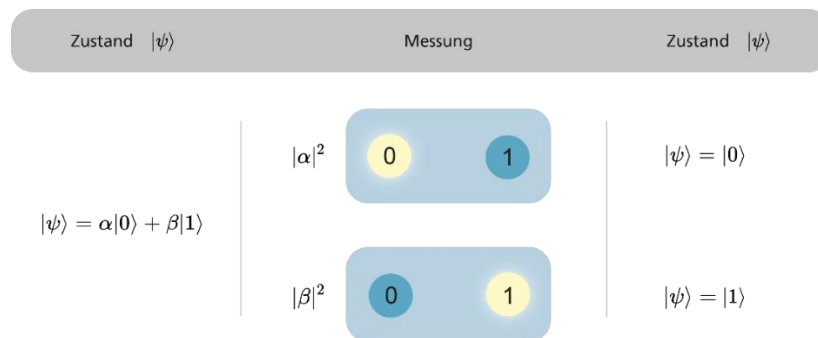 Zustand |ψ⟩ Messung Zustand |ψ⟩
|α|² 0 1 |ψ⟩ = |0⟩
|ψ⟩ = α|0⟩ + β|1⟩
|β|² 0 1 |ψ⟩ = |1⟩